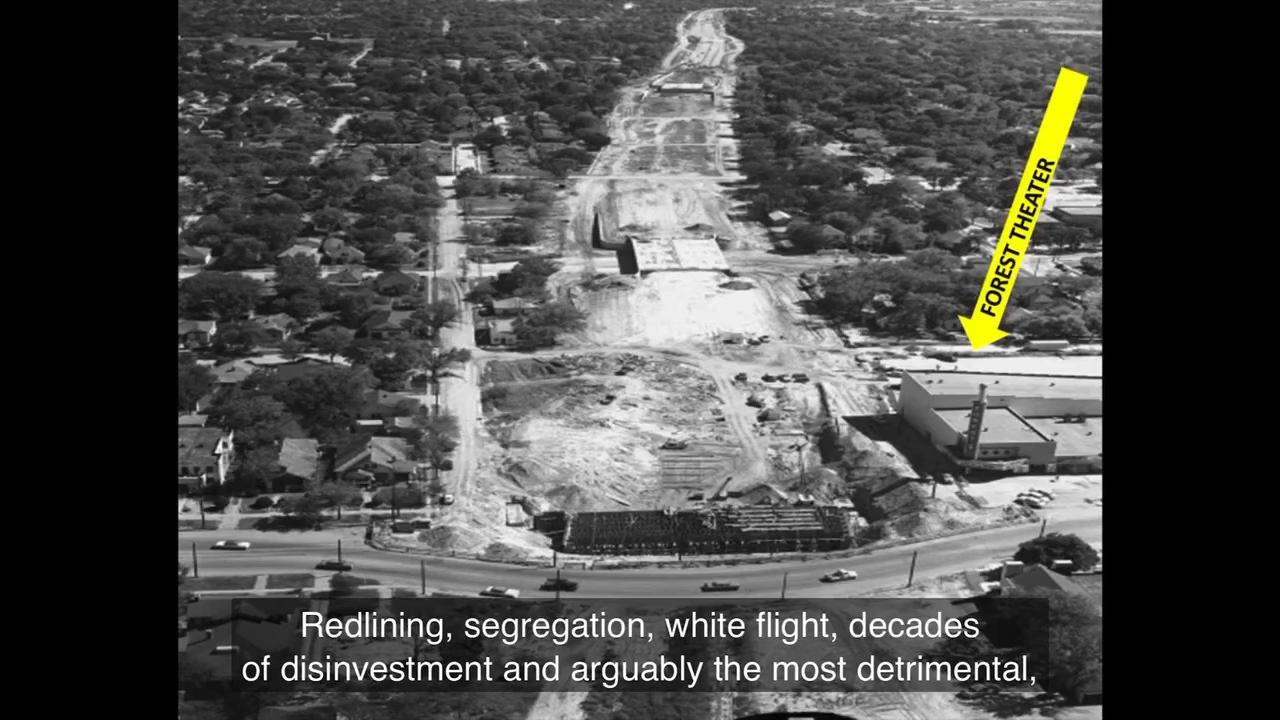 FOREST THEATER
Redlining, segregation, white flight, decades
of disinvestment and arguably the most detrimental,